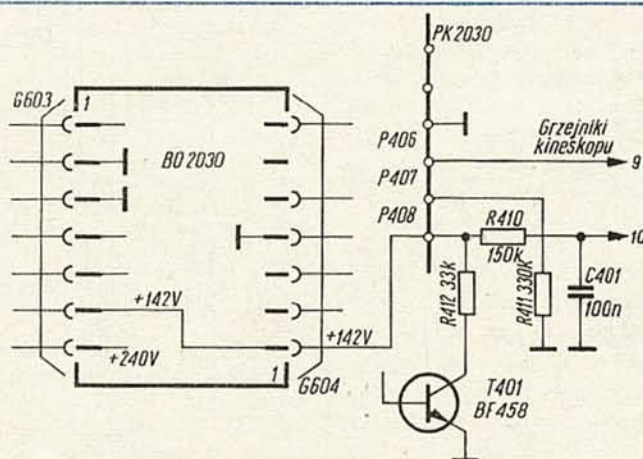 G603
1
BO2030
+142V
+240V
+142V
1
G604
PK2030
P406
P407
P408
Grzejniki
kineskopu
9
R410
150k
10
R412 33k
R411 330k
C401
100n
T401
BF458